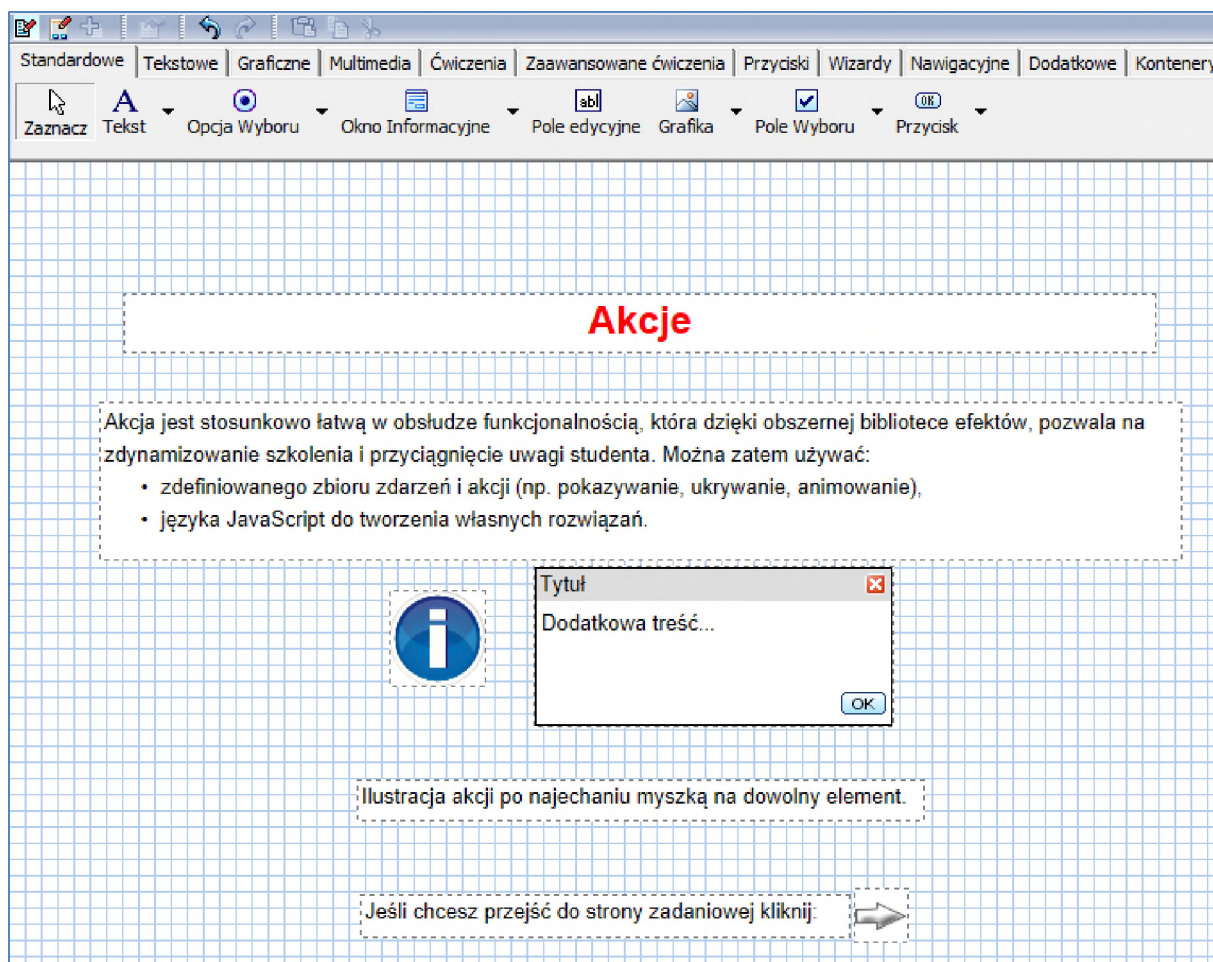 Standardowe Tekstowe Graficzne Multimedia Ćwiczenia Zaawansowane ćwiczenia Przyciski Wizardy Nawigacyjne Dodatkowe Kontenery
Zaznacz Tekst Opcja Wyboru Okno Informacyjne Pole edycyjne Grafika Pole Wyboru Przycisk
Akcje
Akcja jest stosunkowo łatwą w obsłudze funkcjonalnością, która dzięki obszernej bibliotece efektów, pozwala na
zdynamizowanie szkolenia i przyciągnięcie uwagi studenta. Można zatem używać:
• zdefiniowanego zbioru zdarzeń i akcji (np. pokazywanie, ukrywanie, animowanie),
• języka JavaScript do tworzenia własnych rozwiązań.
Tytuł
Dodatkowa treść...
OK
Ilustracja akcji po najechaniu myszką na dowolny element.
Jeśli chcesz przejść do strony zadaniowej kliknij: